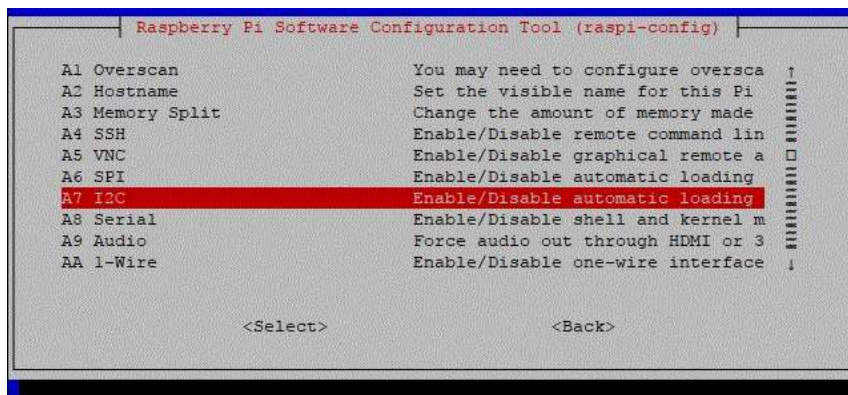 Raspberry Pi Software Configuration Tool (raspi-config)
A1 Overscan You may need to configure oversca
A2 Hostname Set the visible name for this Pi
A3 Memory Split Change the amount of memory made
A4 SSH Enable/Disable remote command lin
A5 VNC Enable/Disable graphical remote a
A6 SPI Enable/Disable automatic loading
A7 I2C Enable/Disable automatic loading
A8 Serial Enable/Disable shell and kernel m
A9 Audio Force audio out through HDMI or 3
AA 1-Wire Enable/Disable one-wire interface
<Select> <Back>